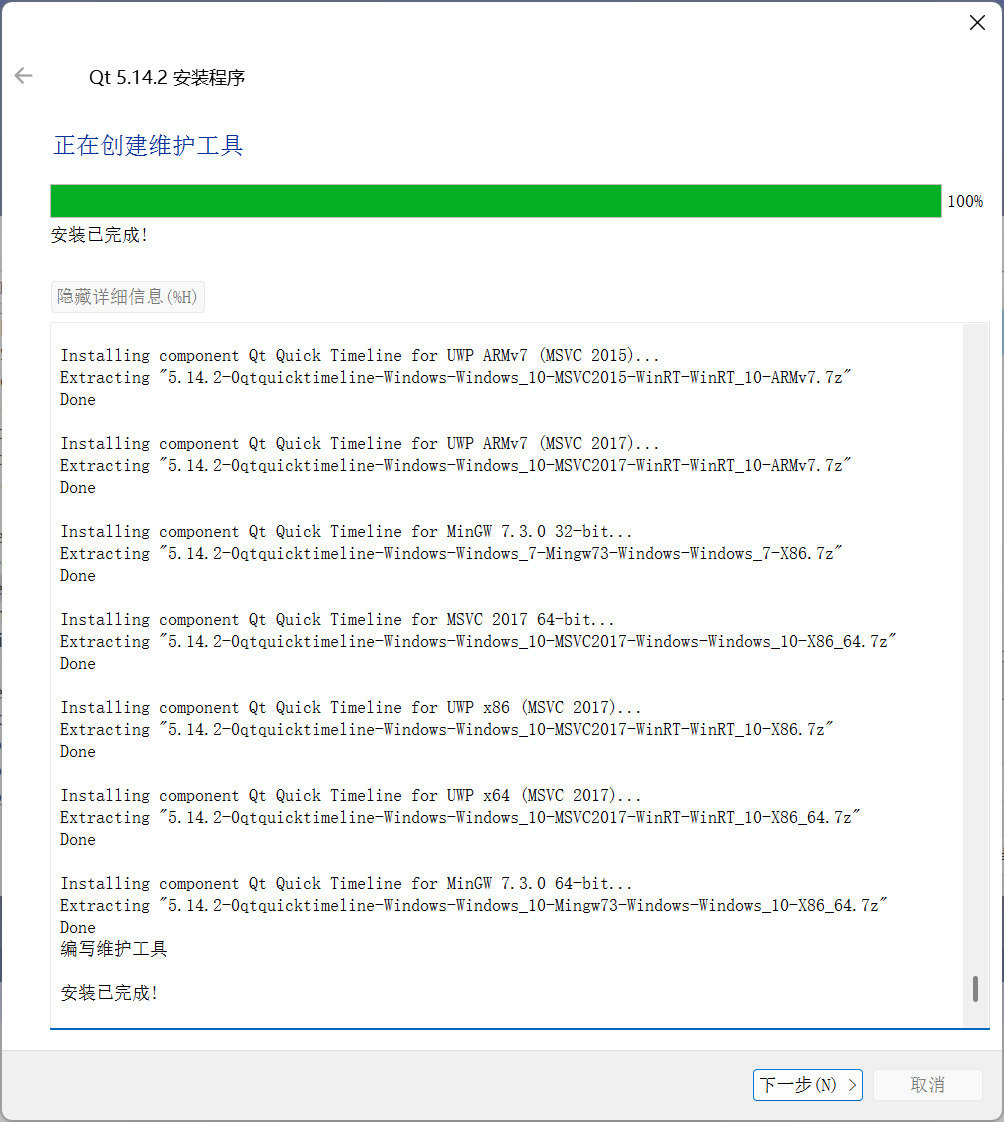 Qt 5.14.2 安装程序
正在创建维护工具
100%
安装已完成!
隐藏详细信息(%H)
Installing component Qt Quick Timeline for UWP ARMv7 (MSVC 2015)...
Extracting "5.14.2-0qtquicktimeline-Windows-Windows_10-MSVC2015-WinRT-WinRT_10-ARMv7.7z"
Done
Installing component Qt Quick Timeline for UWP ARMv7 (MSVC 2017)...
Extracting "5.14.2-0qtquicktimeline-Windows-Windows_10-MSVC2017-WinRT-WinRT_10-ARMv7.7z"
Done
Installing component Qt Quick Timeline for MinGW 7.3.0 32-bit...
Extracting "5.14.2-0qtquicktimeline-Windows-Windows_7-Mingw73-Windows-Windows_7-X86.7z"
Done
Installing component Qt Quick Timeline for MSVC 2017 64-bit...
Extracting "5.14.2-0qtquicktimeline-Windows-Windows_10-MSVC2017-Windows-Windows_10-X86_64.7z"
Done
Installing component Qt Quick Timeline for UWP x86 (MSVC 2017)...
Extracting "5.14.2-0qtquicktimeline-Windows-Windows_10-MSVC2017-WinRT-WinRT_10-X86.7z"
Done
Installing component Qt Quick Timeline for UWP x64 (MSVC 2017)...
Extracting "5.14.2-0qtquicktimeline-Windows-Windows_10-MSVC2017-WinRT-WinRT_10-X86_64.7z"
Done
Installing component Qt Quick Timeline for MinGW 7.3.0 64-bit...
Extracting "5.14.2-0qtquicktimeline-Windows-Windows_10-Mingw73-Windows-Windows_10-X86_64.7z"
Done
编写维护工具
安装已完成!
下一步(N) >
取消